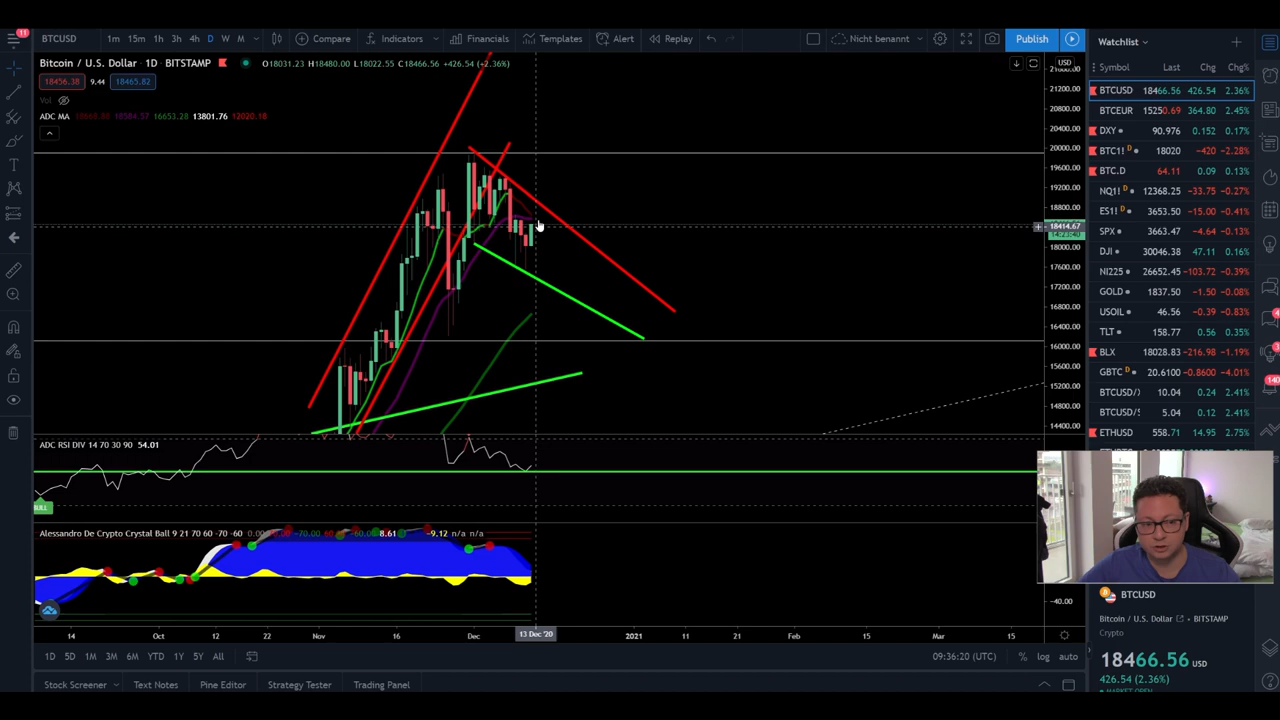 11
BTCUSD 1m 15m 1h 3h 4h D W M Compare Indicators Financials Templates Alert Replay Nicht benannt Publish
Bitcoin / U.S. Dollar • 1D • BITSTAMP O18031.23 H18480.00 L18022.55 C18466.56 +426.54 (+2.36%)
18456.38 9.44 18465.82
Vol
ADC MA 18584.57 16653.28 13801.76 12020.18
USD
21600.00
21200.00
20800.00
20400.00
20000.00
19600.00
19200.00
18800.00
18414.67
18000.00
17600.00
17200.00
16800.00
16400.00
16000.00
15600.00
15200.00
14800.00
14400.00
ADC RSI DIV 14 70 30 90 54.01
BULL
Alessandro De Crypto Crystal Ball 9 21 70 60 -70 -60 0.00 -70.00 -60.00 8.61 -9.12 n/a n/a
-40.00
14 Oct 12 22 Nov 16 Dec 13 Dec '20 2021 11 21 Feb 15 Mar 15
1D 5D 1M 3M 6M YTD 1Y 5Y All 09:36:20 (UTC) % log auto
Stock Screener Text Notes Pine Editor Strategy Tester Trading Panel
Watchlist
Symbol Last Chg Chg%
BTCUSD 18466.56 426.54 2.36%
BTCEUR 15250.69 364.80 2.45%
DXY 90.976 0.152 0.17%
BTC1! D 18020 -420 -2.28%
BTC.D 64.11 0.09 0.13%
NQ1! D 12368.25 -33.75 -0.27%
ES1! D 3653.50 -15.00 -0.41%
SPX 3663.47 -4.64 -0.13%
DJI 30046.38 47.11 0.16%
NI225 26652.45 -103.72 -0.39%
GOLD 1837.50 -1.50 -0.08%
USOIL 46.56 -0.39 -0.83%
TLT 158.77 0.56 0.35%
BLX 18028.83 -216.98 -1.19%
GBTC D 20.6100 -0.8600 -4.01%
BTCUSD/ 10.04 0.24 2.41%
BTCUSD/ 5.04 0.12 2.41%
ETHUSD 558.71 14.95 2.75%
BTCUSD
Bitcoin / U.S. Dollar • BITSTAMP
Crypto
18466.56 USD
426.54 (2.36%)
MARKET OPEN